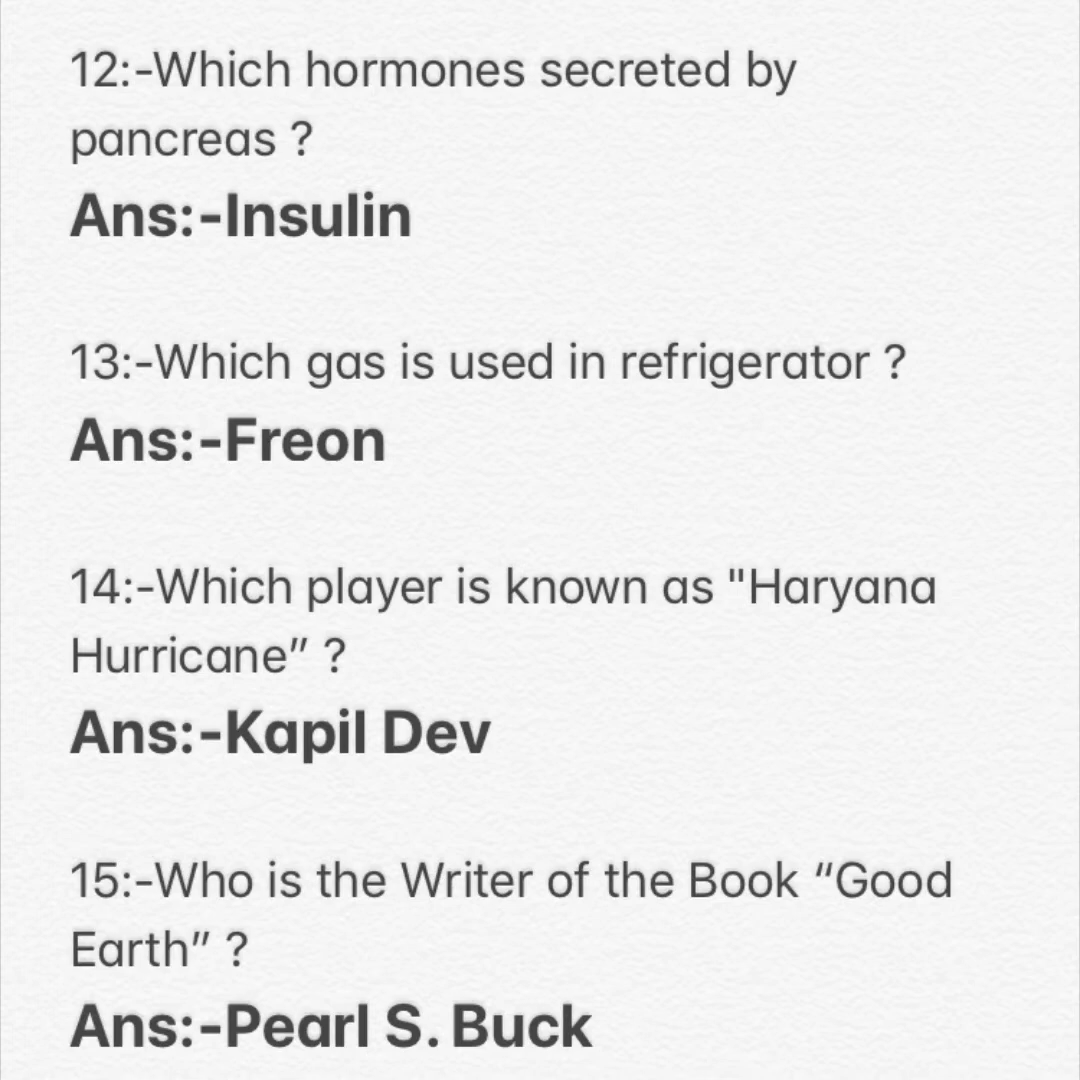 12:-Which hormones secreted by
pancreas ?
Ans:-Insulin
13:-Which gas is used in refrigerator ?
Ans:-Freon
14:-Which player is known as "Haryana
Hurricane” ?
Ans:-Kapil Dev
15:-Who is the Writer of the Book “Good
Earth” ?
Ans:-Pearl S. Buck